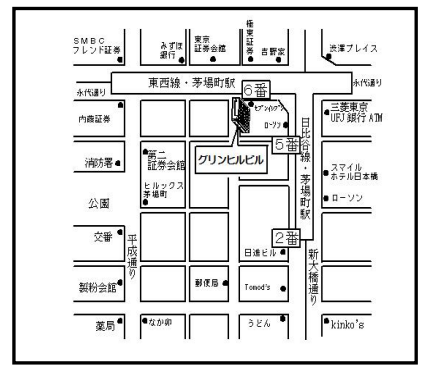 SMBC
フレンド証券
みずほ
銀行
東京
証券会館
極東
証券
吉野家
渋澤プレイス
東西線・茅場町駅
永代通り
永代通り
6番
内藤証券
セブンイレブン
ローソン
三菱東京
UFJ銀行 ATM
5番
日比谷線・茅場町駅
消防署
第二
証券会館
グリンヒルビル
スマイル
ホテル日本橋
ヒルックス
茅場町
ローソン
公園
交番
平成通り
2番
日進ビル
新大橋通り
製粉会館
郵便局
Tomod's
薬局
なか卯
うどん
kinko's